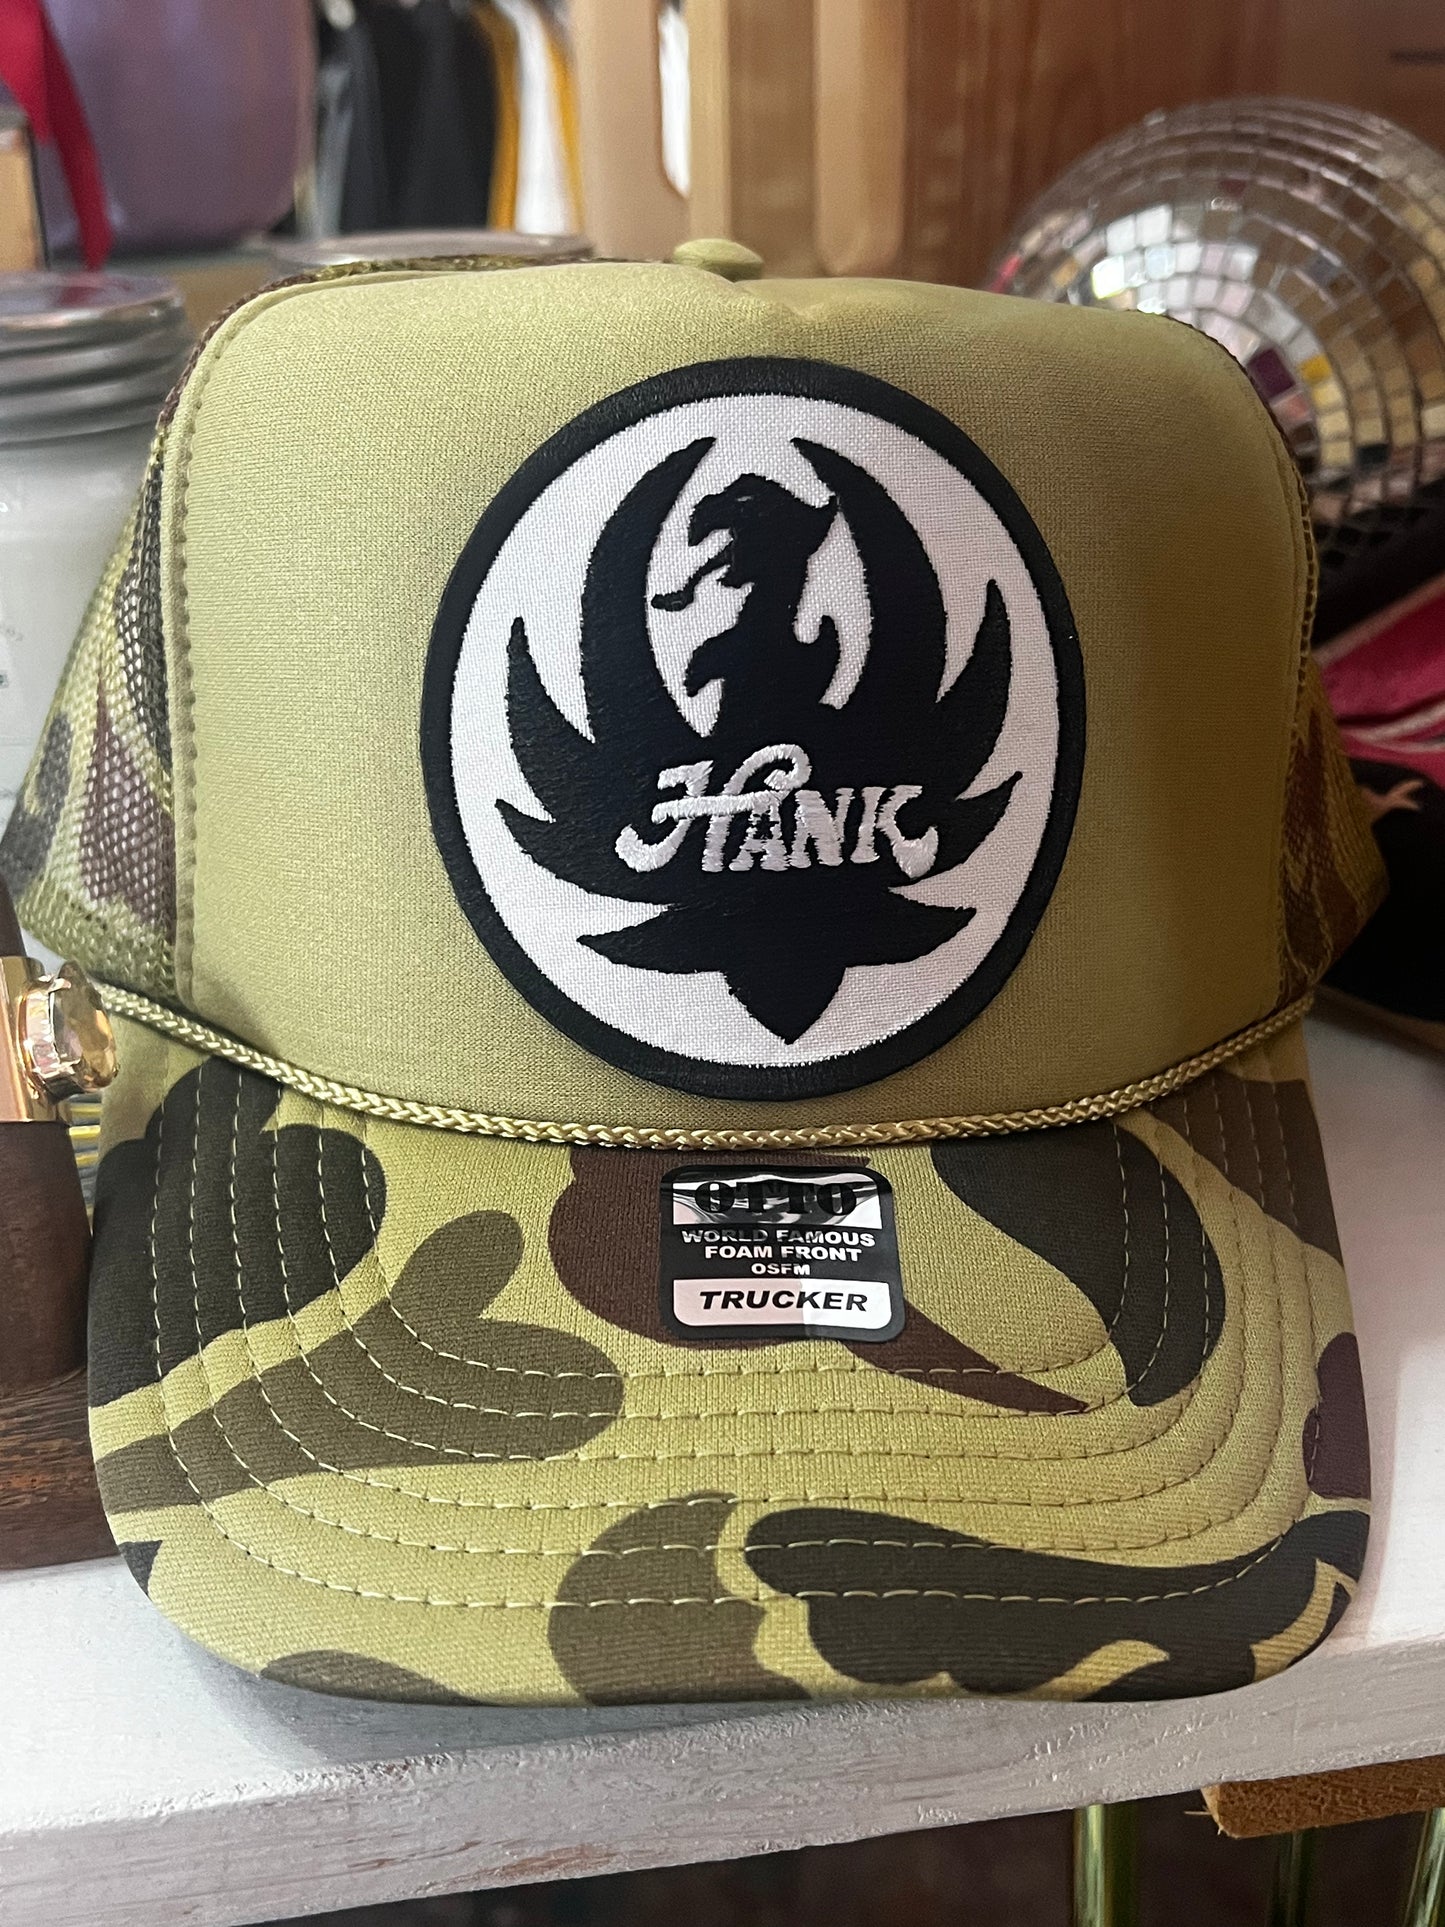 HANK
OTTO
WORLD FAMOUS
FOAM FRONT
OSFM
TRUCKER